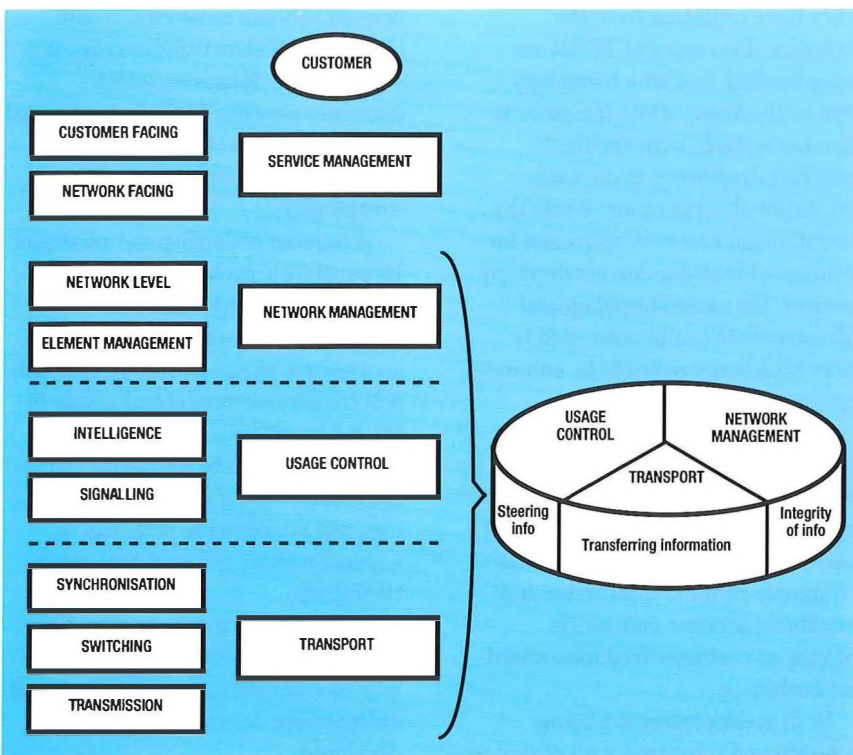 CUSTOMER
CUSTOMER FACING
SERVICE MANAGEMENT
NETWORK FACING
NETWORK LEVEL
NETWORK MANAGEMENT
ELEMENT MANAGEMENT
INTELLIGENCE
USAGE CONTROL
SIGNALLING
SYNCHRONISATION
SWITCHING
TRANSPORT
TRANSMISSION
USAGE
CONTROL
NETWORK
MANAGEMENT
TRANSPORT
Steering
info
Transferring information
Integrity
of info